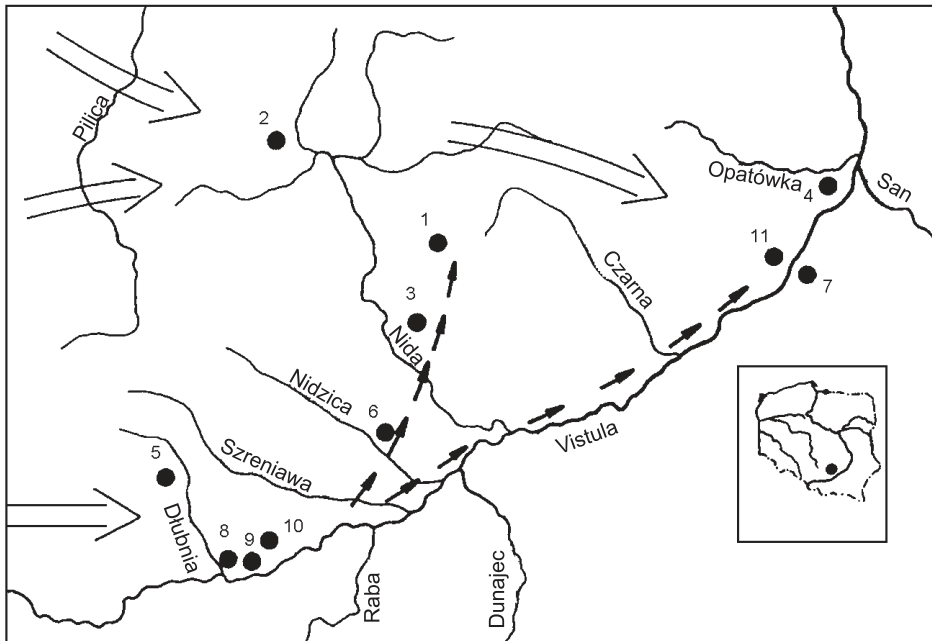 Pilica
2
Opatówka
4
San
1
11
7
Czarna
3
Nida
Nidzica
6
Vistula
5
Szreniawa
Dłubnia
8
9
10
Raba
Dunajec